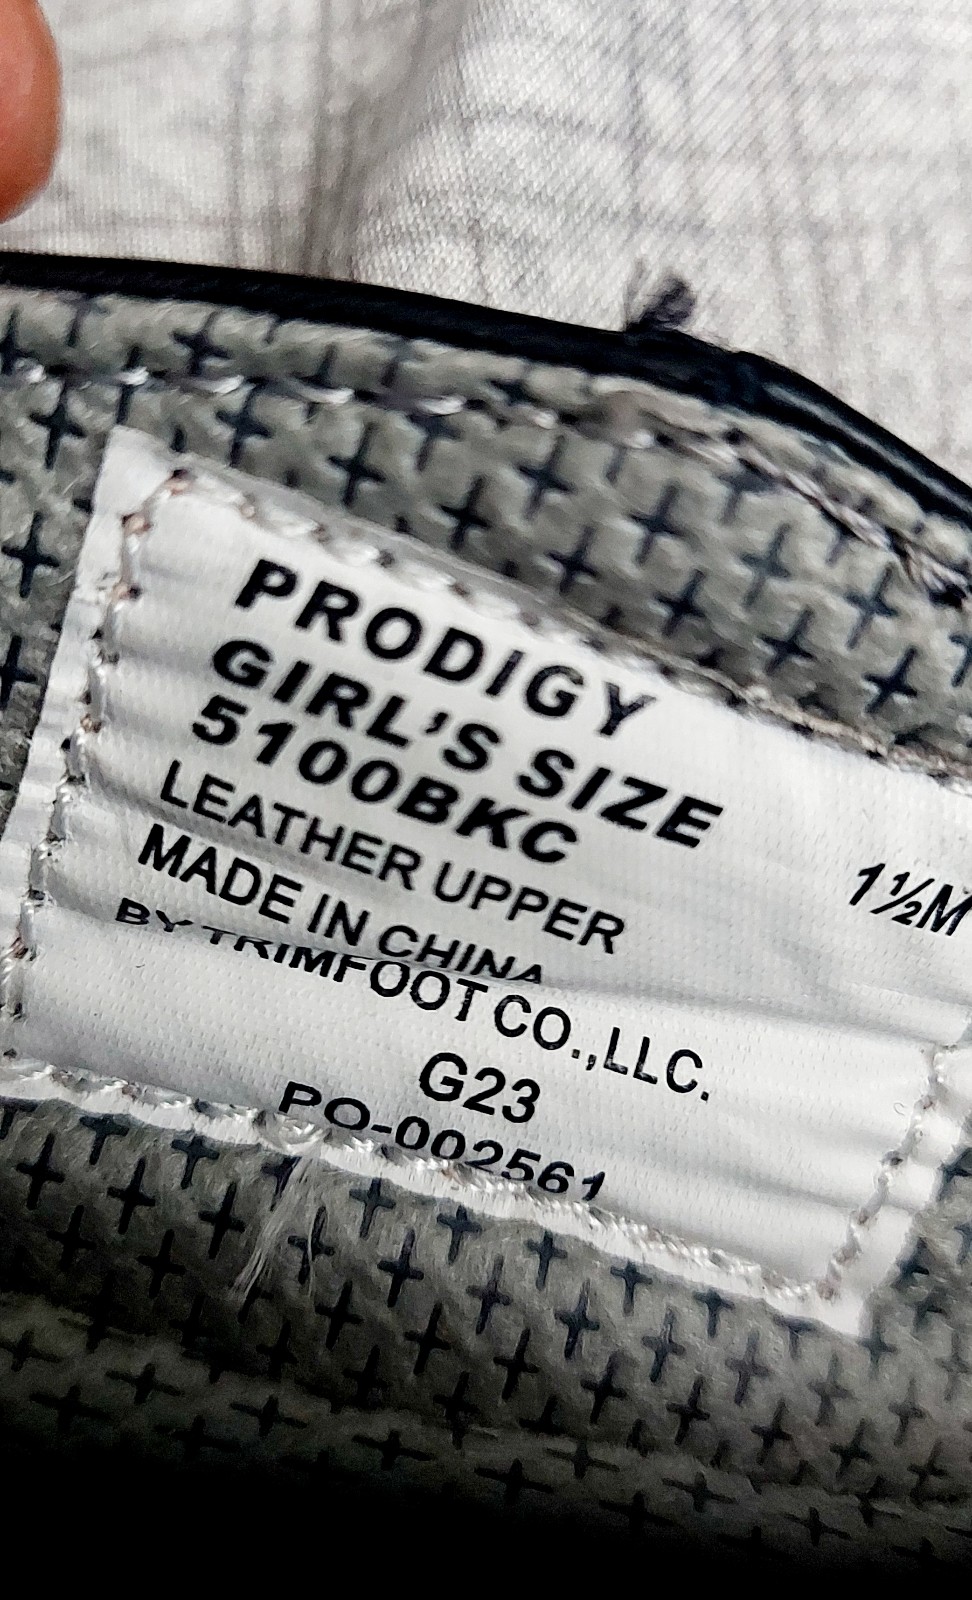 PRODIGY
GIRL'S SIZE
5100BKC 1½M
LEATHER UPPER
MADE IN CHINA
BY TRIMFOOT CO.,LLC.
G23
PO-002561